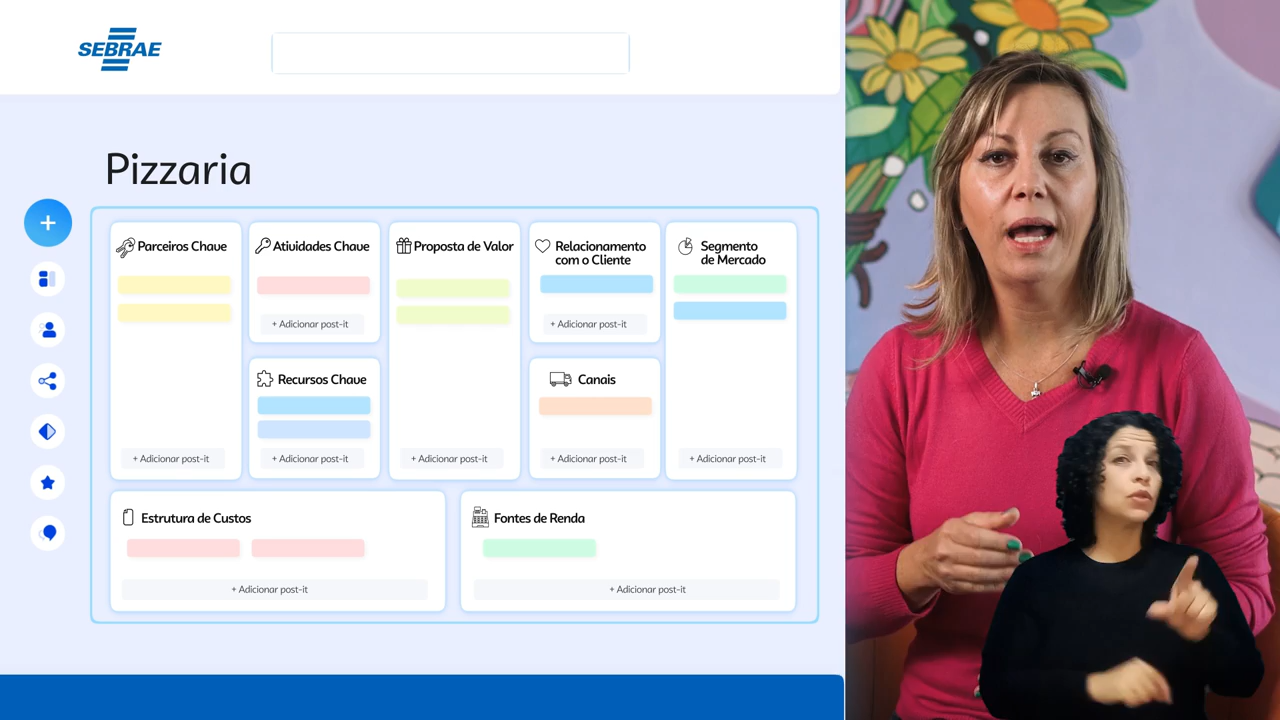 SEBRAE
Pizzaria
Parceiros Chave
+ Adicionar post-it
Atividades Chave
+ Adicionar post-it
Recursos Chave
+ Adicionar post-it
Proposta de Valor
+ Adicionar post-it
Relacionamento
com o Cliente
+ Adicionar post-it
Canais
+ Adicionar post-it
Segmento
de Mercado
+ Adicionar post-it
Estrutura de Custos
+ Adicionar post-it
Fontes de Renda
+ Adicionar post-it